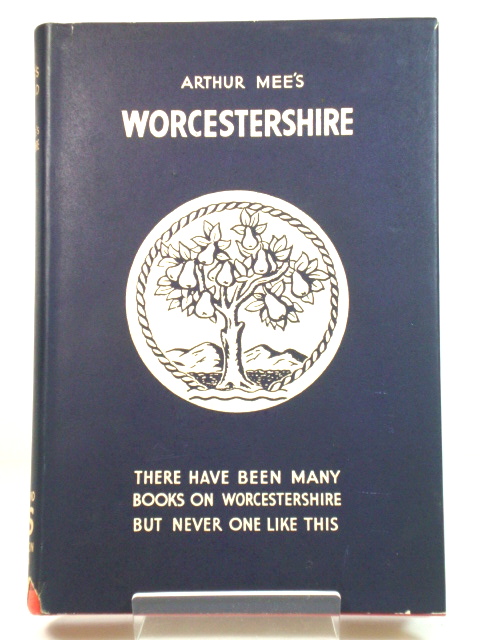 ARTHUR MEE'S
WORCESTERSHIRE
THERE HAVE BEEN MANY
BOOKS ON WORCESTERSHIRE
BUT NEVER ONE LIKE THIS